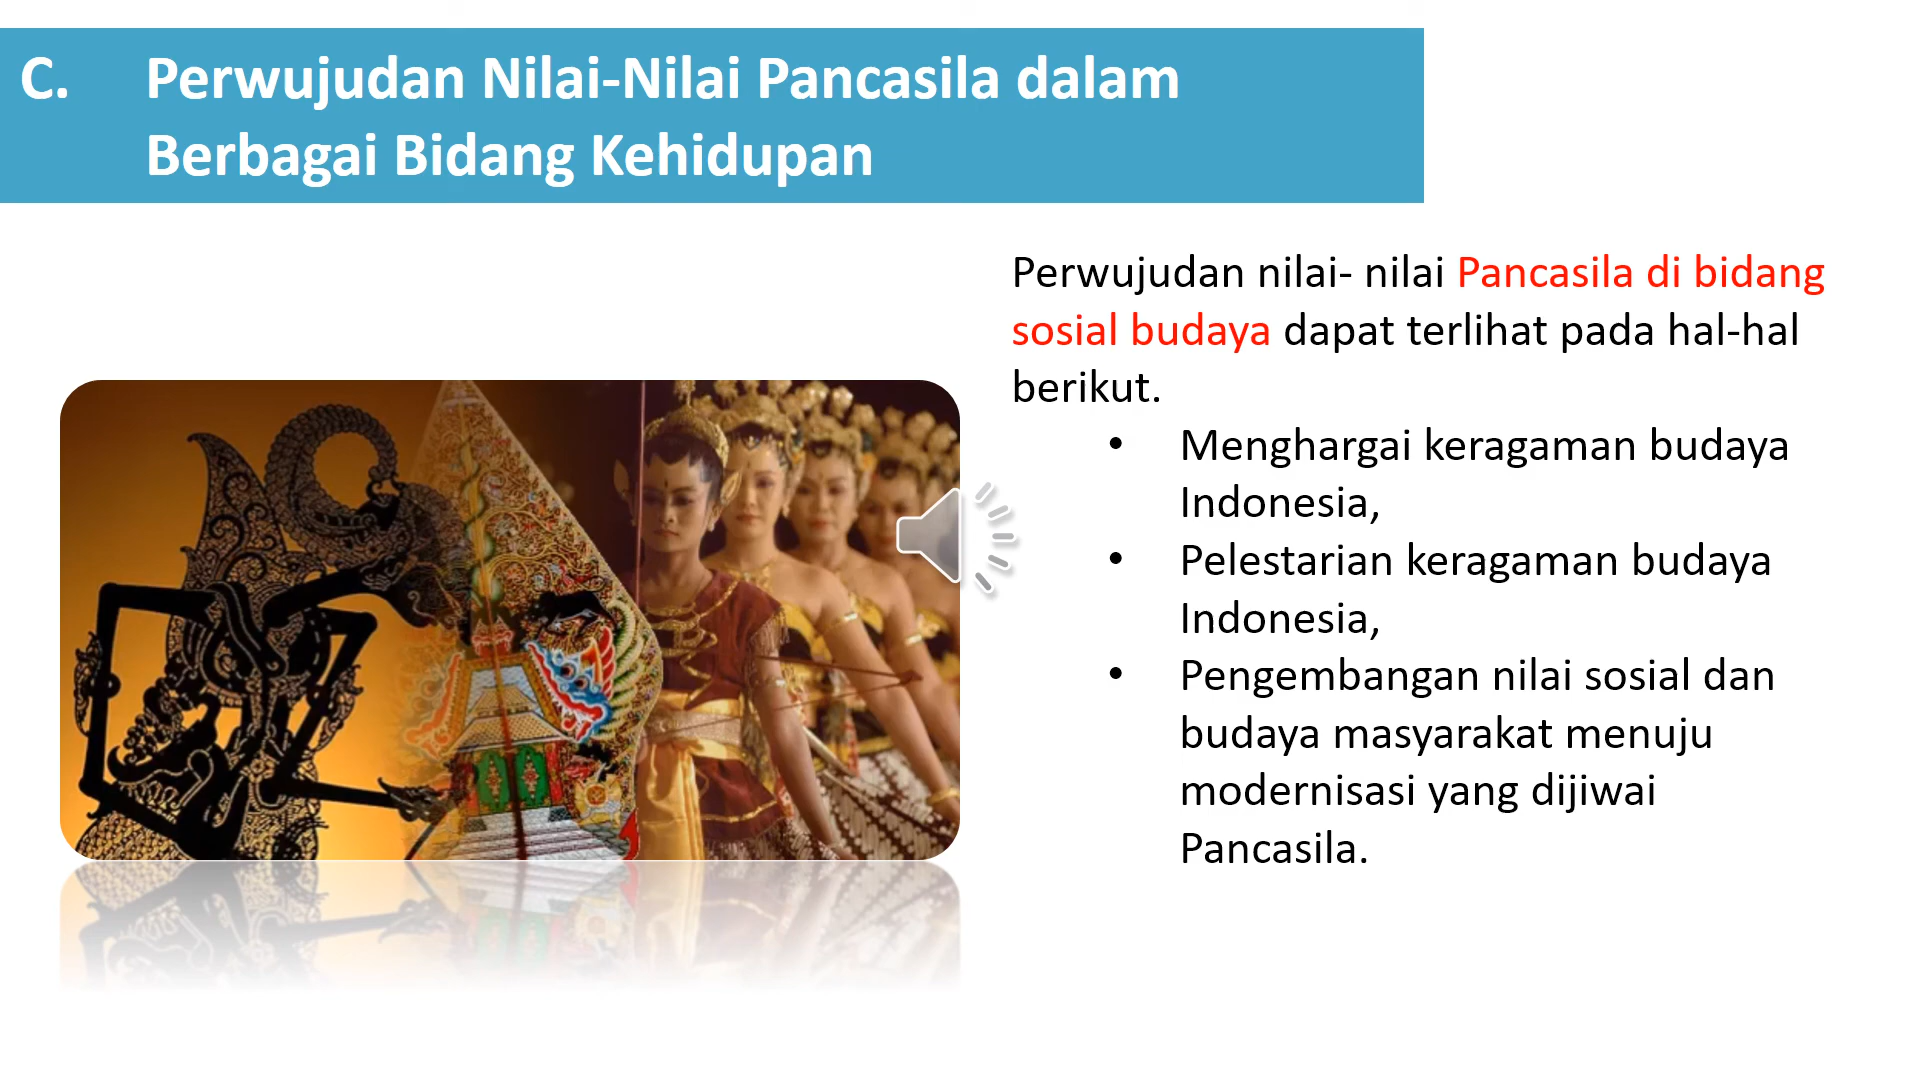 C. Perwujudan Nilai-Nilai Pancasila dalam
Berbagai Bidang Kehidupan
Perwujudan nilai- nilai Pancasila di bidang
sosial budaya dapat terlihat pada hal-hal
berikut.
• Menghargai keragaman budaya
Indonesia,
• Pelestarian keragaman budaya
Indonesia,
• Pengembangan nilai sosial dan
budaya masyarakat menuju
modernisasi yang dijiwai
Pancasila.